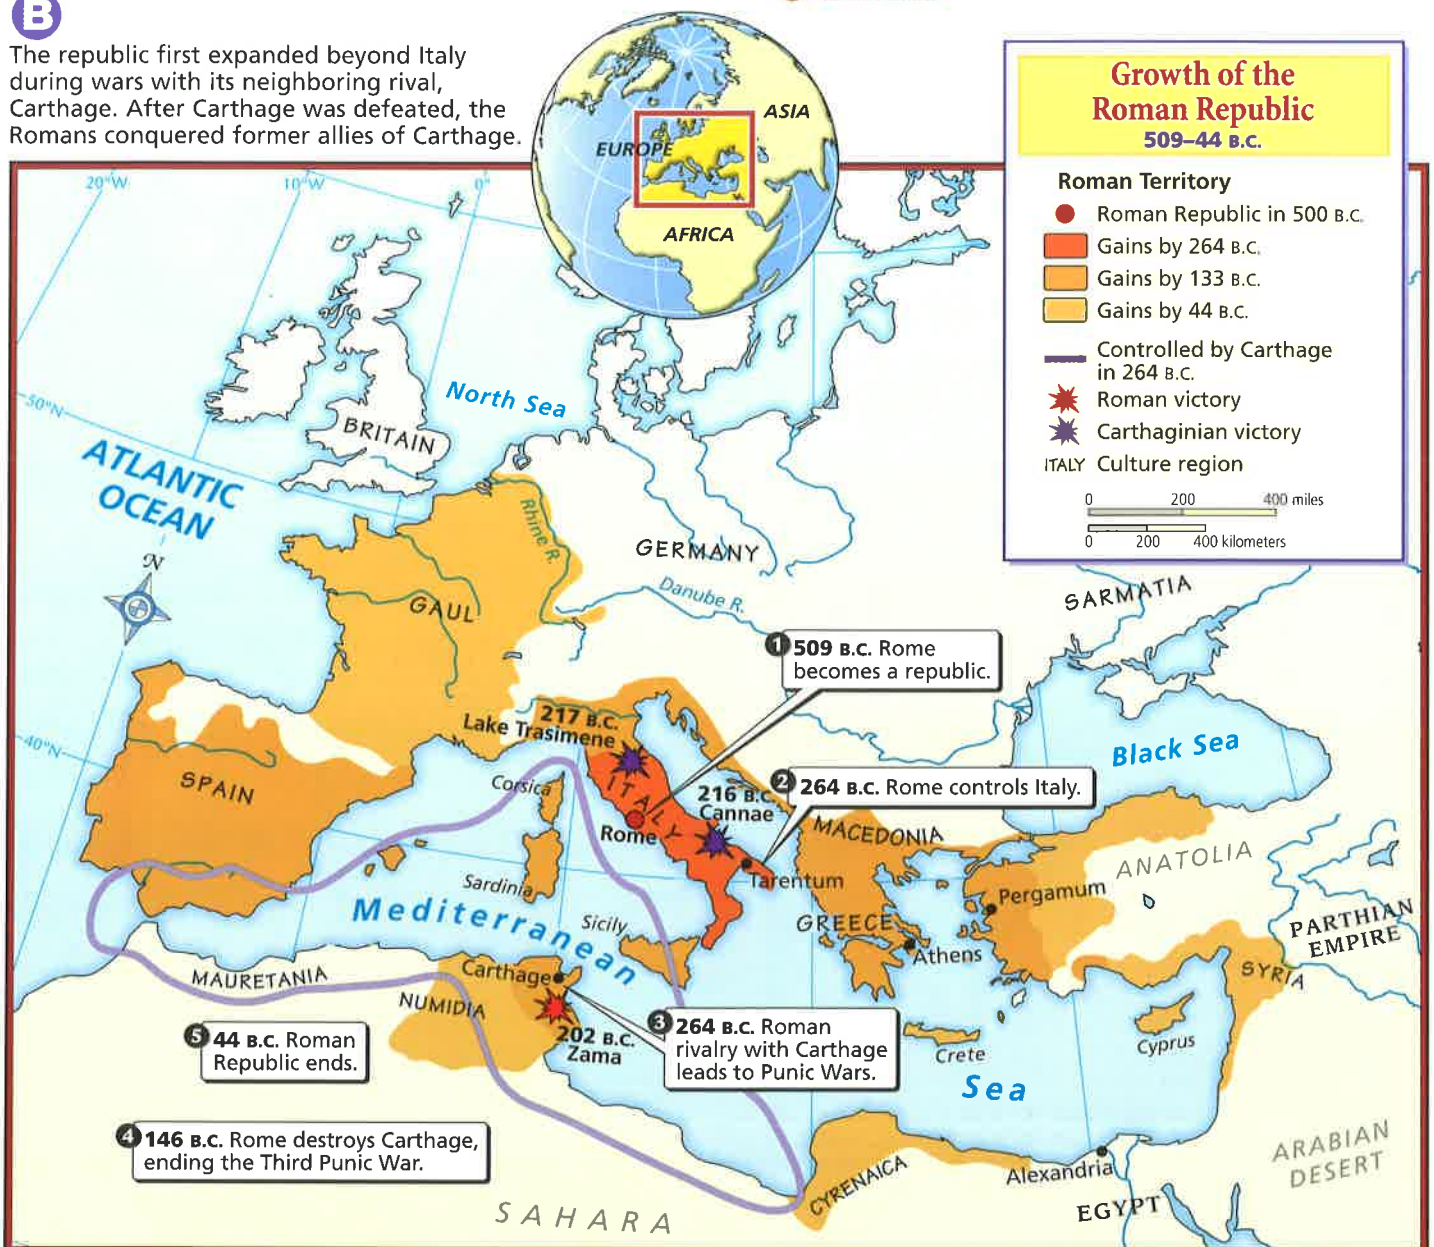 B
The republic first expanded beyond Italy
during wars with its neighboring rival,
Carthage. After Carthage was defeated, the
Romans conquered former allies of Carthage.
ASIA
EUROPE
AFRICA
Growth of the
Roman Republic
509–44 B.C.
Roman Territory
Roman Republic in 500 B.C.
Gains by 264 B.C.
Gains by 133 B.C.
Gains by 44 B.C.
Controlled by Carthage
in 264 B.C.
Roman victory
Carthaginian victory
ITALY Culture region
0 200 400 miles
0 200 400 kilometers
20°W
10°W
0°
50°N
40°N
North Sea
BRITAIN
ATLANTIC
OCEAN
N
Rhine R.
GERMANY
Danube R.
GAUL
SARMATIA
1 509 B.C. Rome
becomes a republic.
217 B.C.
Lake Trasimene
Black Sea
SPAIN
Corsica
ITALY
Rome
216 B.C.
Cannae
2 264 B.C. Rome controls Italy.
MACEDONIA
ANATOLIA
Tarentum
Sardinia
Pergamum
Mediterranean
Sicily
GREECE
Athens
PARTHIAN
EMPIRE
SYRIA
Carthage
MAURETANIA
NUMIDIA
202 B.C.
Zama
3 264 B.C. Roman
rivalry with Carthage
leads to Punic Wars.
5 44 B.C. Roman
Republic ends.
Crete
Cyprus
Sea
4 146 B.C. Rome destroys Carthage,
ending the Third Punic War.
CYRENAICA
Alexandria
EGYPT
ARABIAN
DESERT
SAHARA